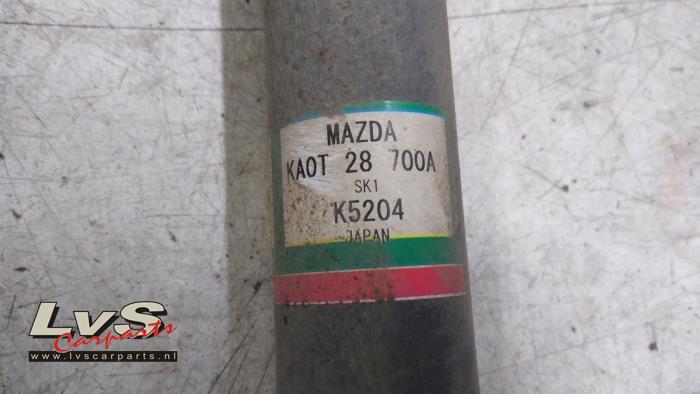 MAZDA
KA0T 28 700A
SK1
K5204
JAPAN
LvS
Carparts
www.lvscarparts.nl